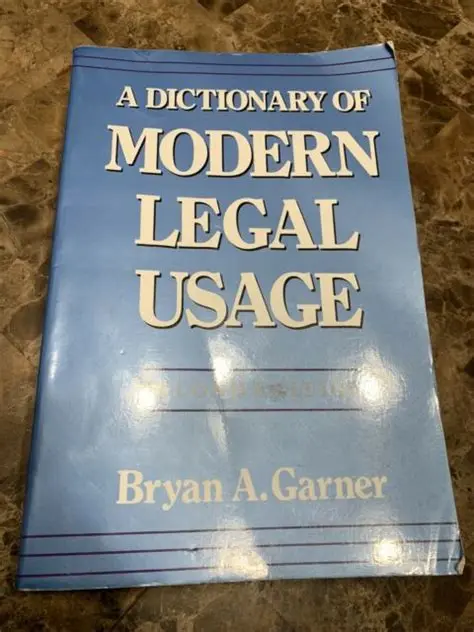 A DICTIONARY OF
MODERN
LEGAL
USAGE
Bryan A. Garner